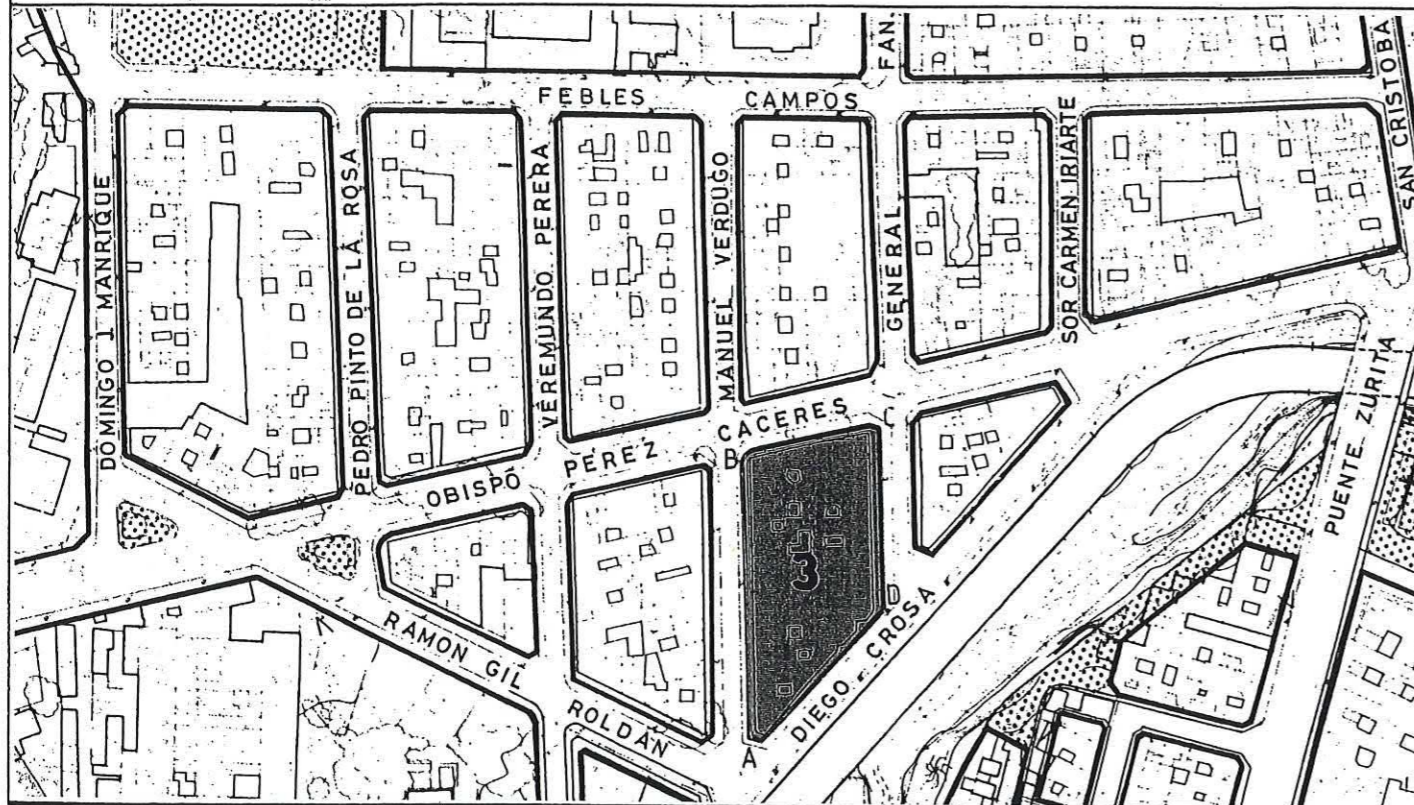 FEBLES CAMPOS
FAN.
SAN CRISTOBA
DOMINGO J. MANRIQUE
PEDRO PINTO DE LA ROSA
VEREMUNDO PERERA
MANUEL VERDUGO
GENERAL
SOR CARMEN IRIARTE
OBISPO PEREZ CACERES
PUENTE ZURITA
B
C
3
D
A
RAMON GIL ROLDÁN
DIEGO CROSA